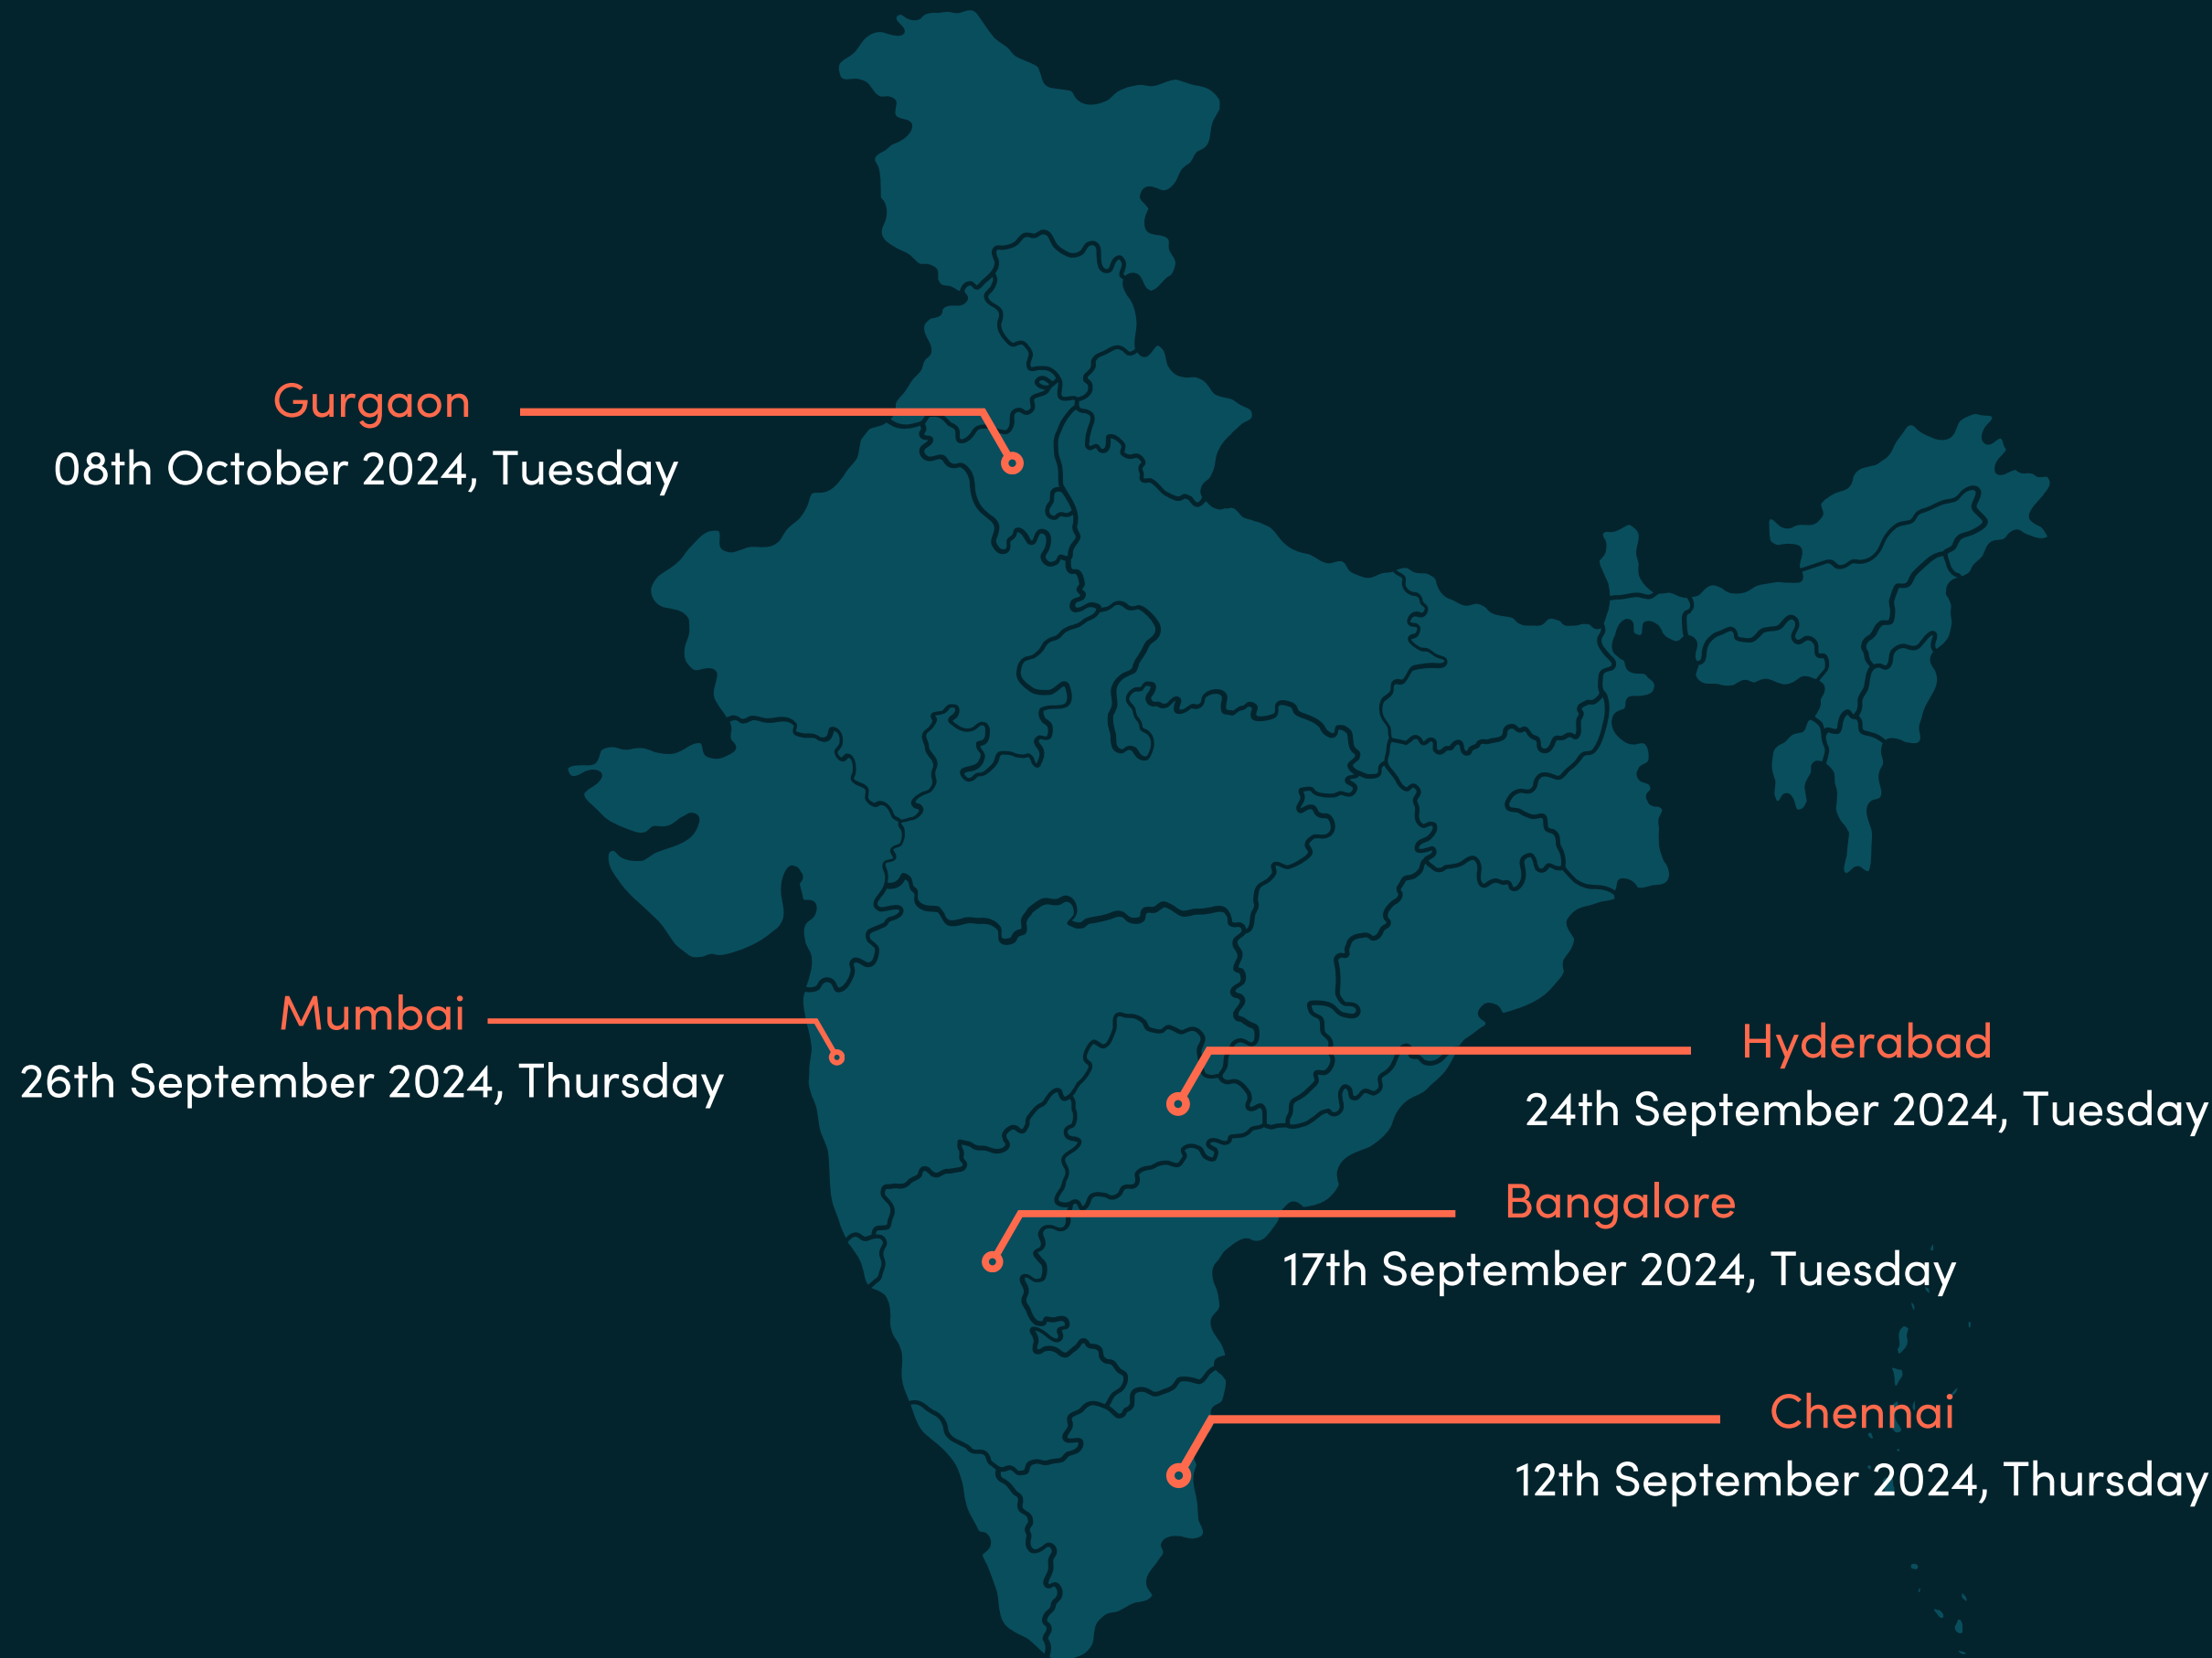 Gurgaon
08th October 2024, Tuesday
Mumbai
26th September 2024, Thursday
Hyderabad
24th September 2024, Tuesday
Bangalore
17th September 2024, Tuesday
Chennai
12th September 2024, Thursday